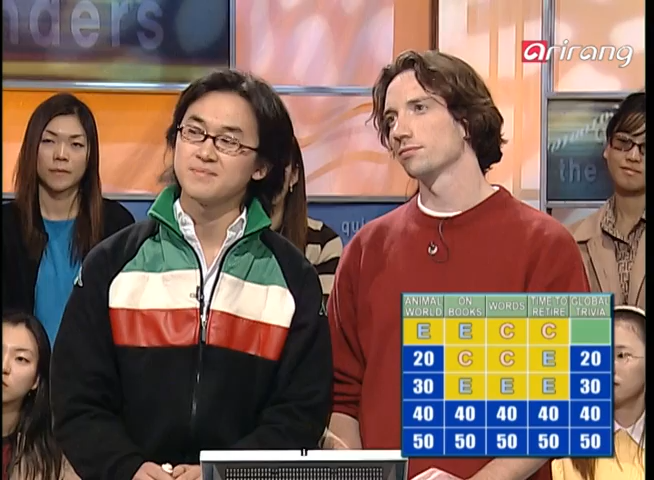 nders
arirang
the
qui
ANIMAL WORLD ON BOOKS WORDS TIME TO RETIRE GLOBAL TRIVIA
E E C C
20 C C E 20
30 E E E 30
40 40 40 40 40
50 50 50 50 50